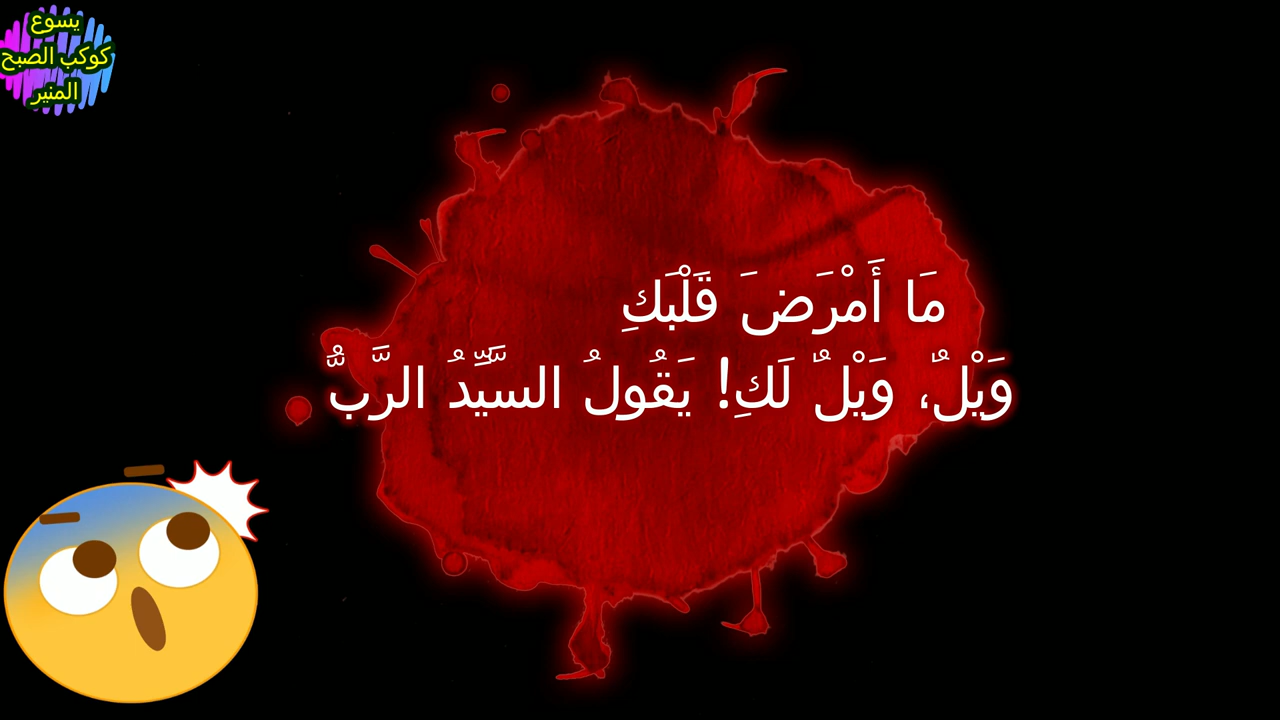 يسوع
كوكب الصبح
المنير
مَا أَمْرَضَ قَلْبَكِ
وَيْلٌ، وَيْلٌ لَكِ! يَقُولُ السَّيِّدُ الرَّبُّ